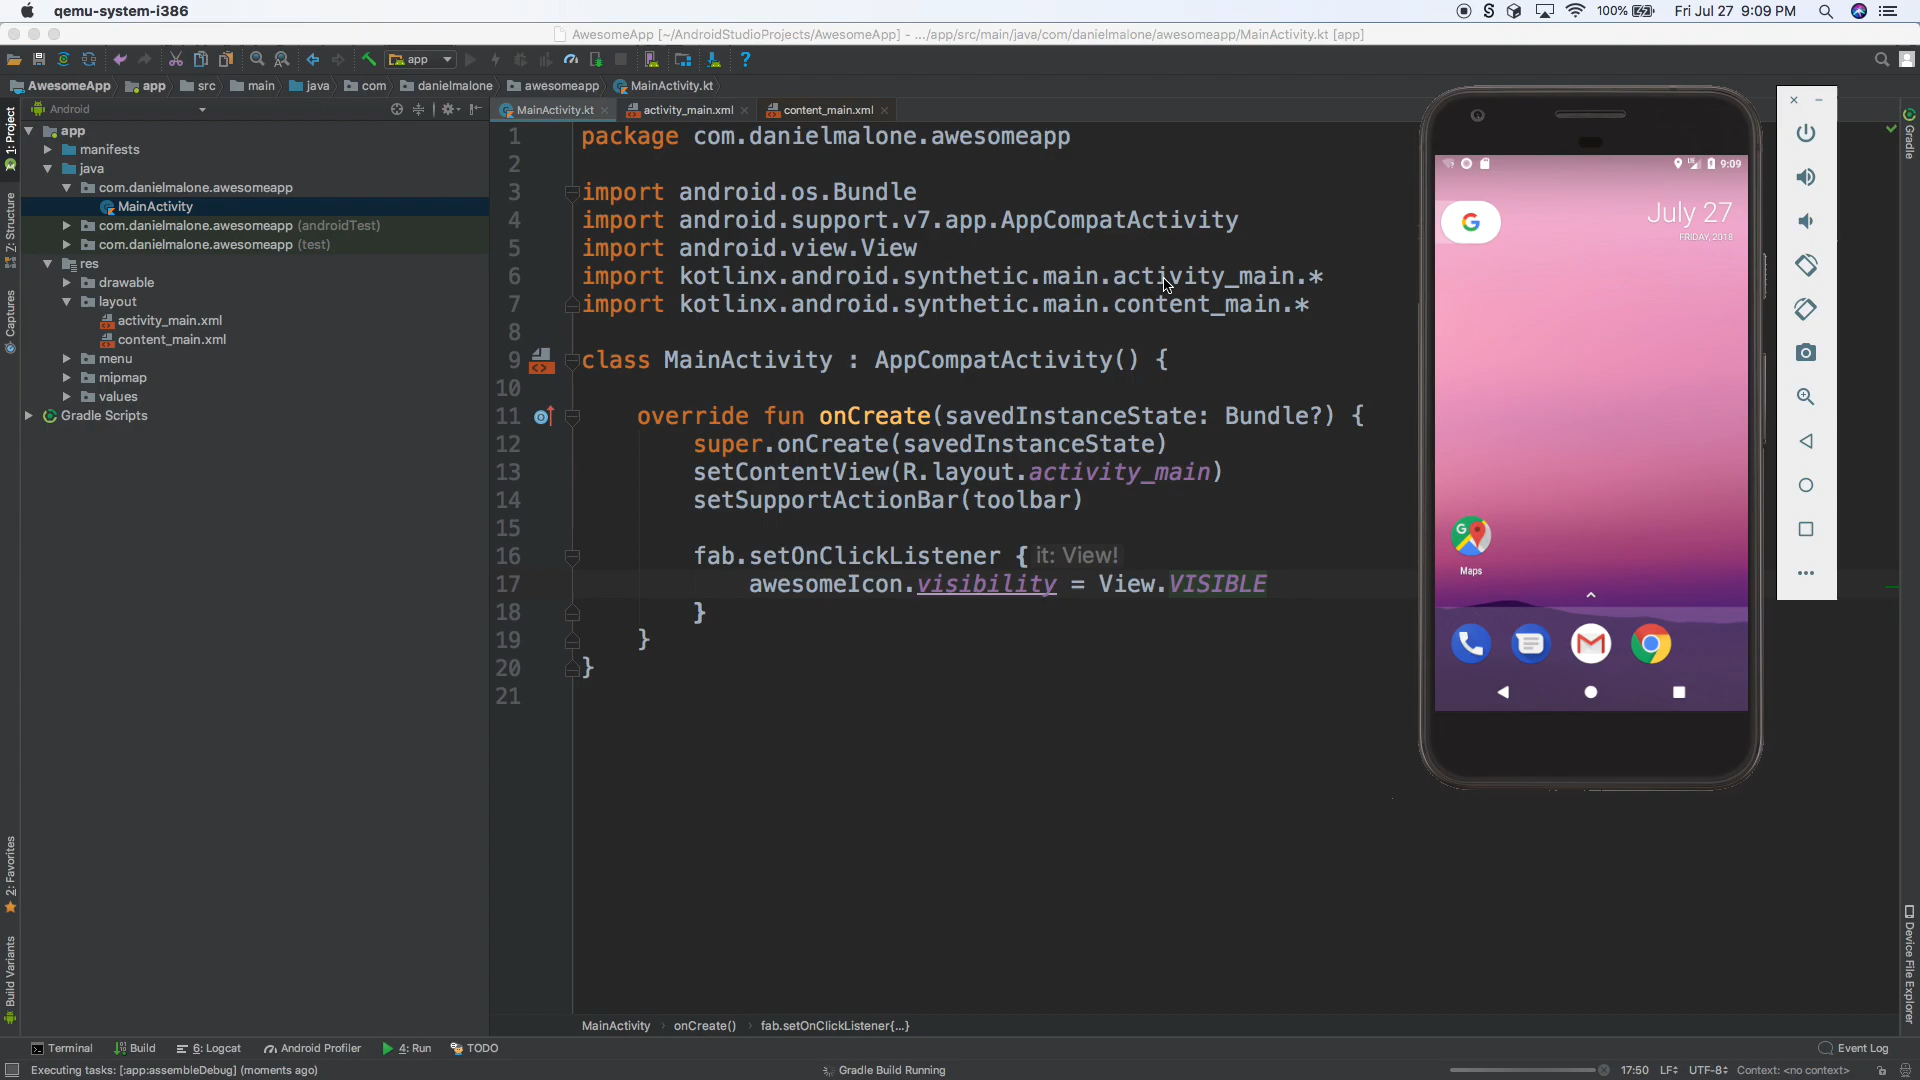 qemu-system-i386
100%
Fri Jul 27 9:09 PM
AwesomeApp [~/AndroidStudioProjects/AwesomeApp] - .../app/src/main/java/com/danielmalone/awesomeapp/MainActivity.kt [app]
app
AwesomeApp
app
src
main
java
com
danielmalone
awesomeapp
MainActivity.kt
Android
MainActivity.kt
activity_main.xml
content_main.xml
1: Project
Z: Structure
Captures
2: Favorites
Build Variants
Gradle
Device File Explorer
app
manifests
java
com.danielmalone.awesomeapp
MainActivity
com.danielmalone.awesomeapp (androidTest)
com.danielmalone.awesomeapp (test)
res
drawable
layout
activity_main.xml
content_main.xml
menu
mipmap
values
Gradle Scripts
1 package com.danielmalone.awesomeapp
2
3 import android.os.Bundle
4 import android.support.v7.app.AppCompatActivity
5 import android.view.View
6 import kotlinx.android.synthetic.main.activity_main.*
7 import kotlinx.android.synthetic.main.content_main.*
8
9 class MainActivity : AppCompatActivity() {
10
11 override fun onCreate(savedInstanceState: Bundle?) {
12 super.onCreate(savedInstanceState)
13 setContentView(R.layout.activity_main)
14 setSupportActionBar(toolbar)
15
16 fab.setOnClickListener { it: View!
17 awesomeIcon.visibility = View.VISIBLE
18 }
19 }
20 }
21
9:09
July 27
FRIDAY, 2018
G
Maps
MainActivity
onCreate()
fab.setOnClickListener{...}
Terminal
Build
6: Logcat
Android Profiler
4: Run
TODO
Event Log
Executing tasks: [:app:assembleDebug] (moments ago)
Gradle Build Running
17:50
LF
UTF-8
Context: <no context>